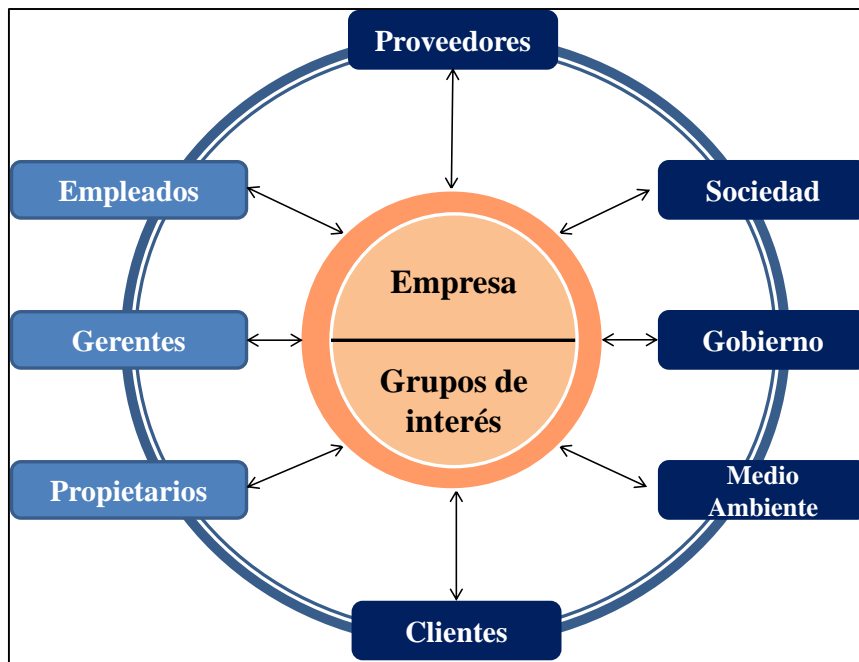 Proveedores
Empleados
Sociedad
Empresa
Gerentes
Gobierno
Grupos de
interés
Propietarios
Medio
Ambiente
Clientes